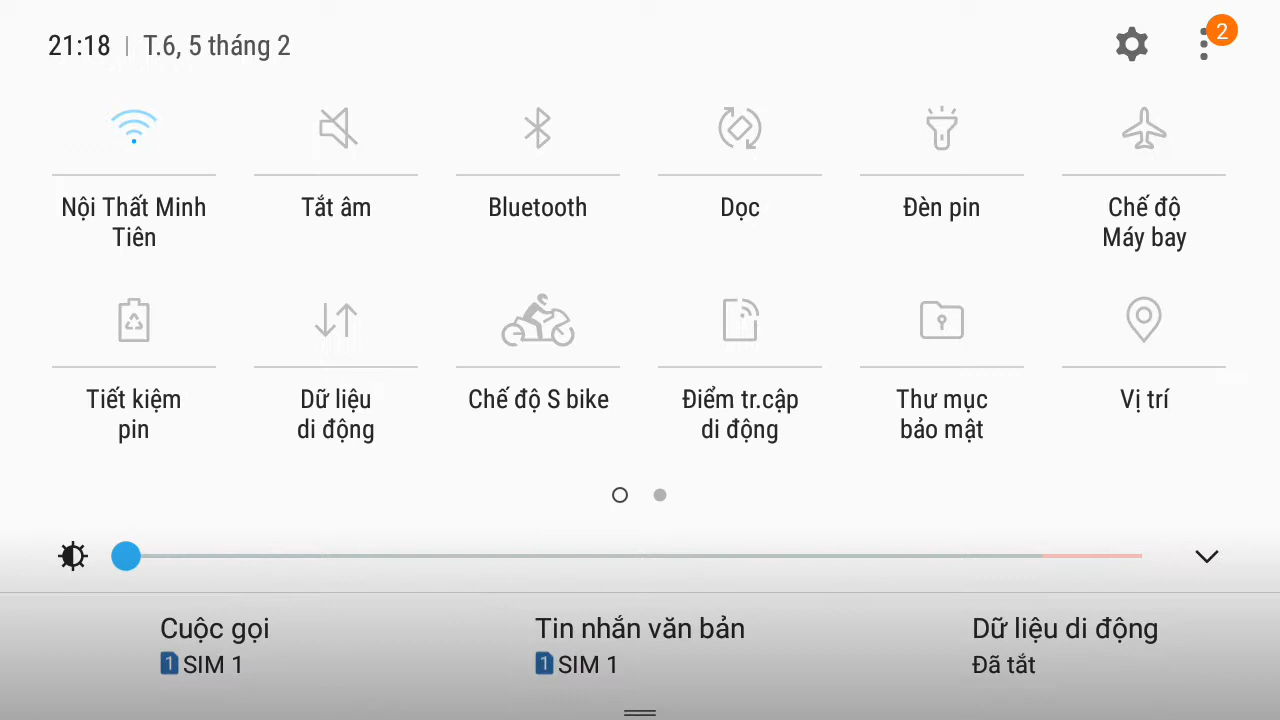 21:18 | T.6, 5 tháng 2
2
Nội Thất Minh
Tiên
Tắt âm
Bluetooth
Dọc
Đèn pin
Chế độ
Máy bay
Tiết kiệm
pin
Dữ liệu
di động
Chế độ S bike
Điểm tr.cập
di động
Thư mục
bảo mật
Vị trí
Cuộc gọi
1 SIM 1
Tin nhắn văn bản
1 SIM 1
Dữ liệu di động
Đã tắt